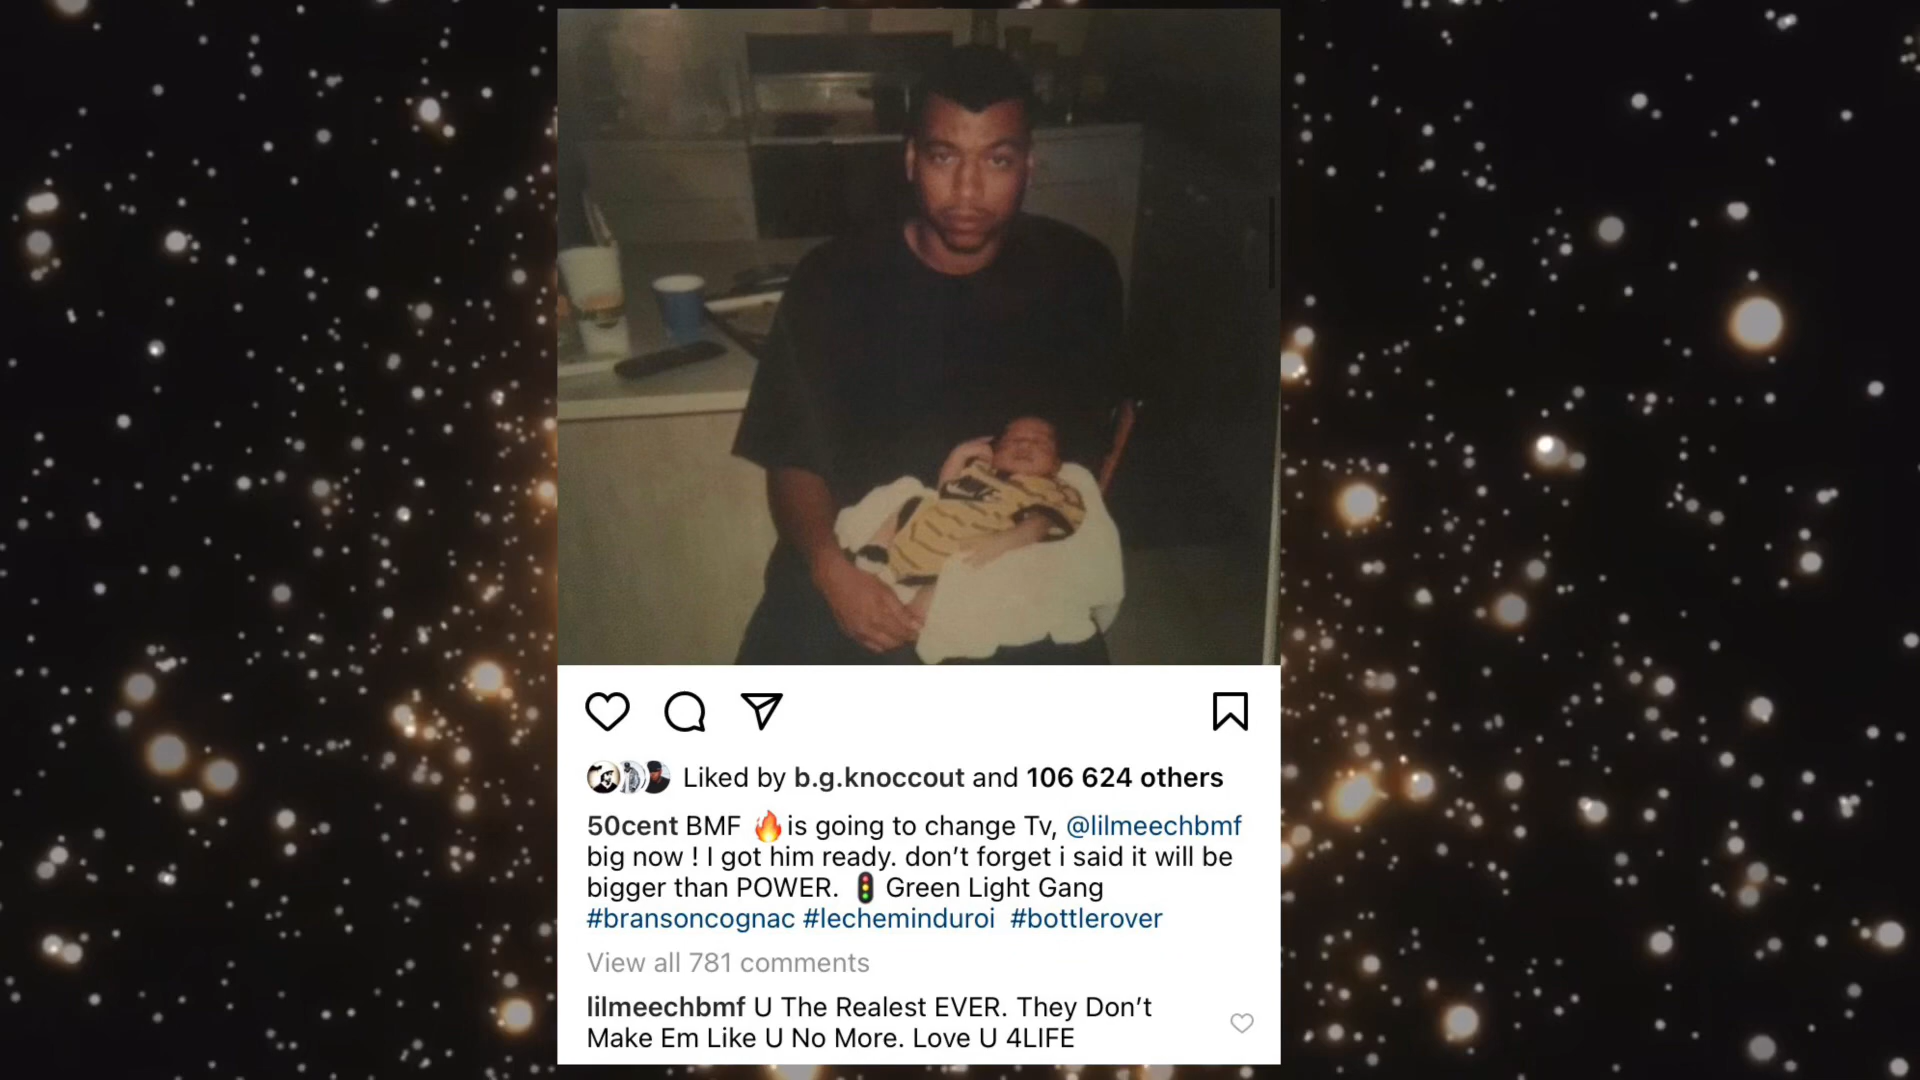 Liked by b.g.knoccout and 106 624 others
50cent BMF 🔥is going to change Tv, @lilmeechbmf
big now ! I got him ready. don’t forget i said it will be
bigger than POWER. 🚦 Green Light Gang
#bransoncognac #lecheminduroi #bottlerover
View all 781 comments
lilmeechbmf U The Realest EVER. They Don’t
Make Em Like U No More. Love U 4LIFE